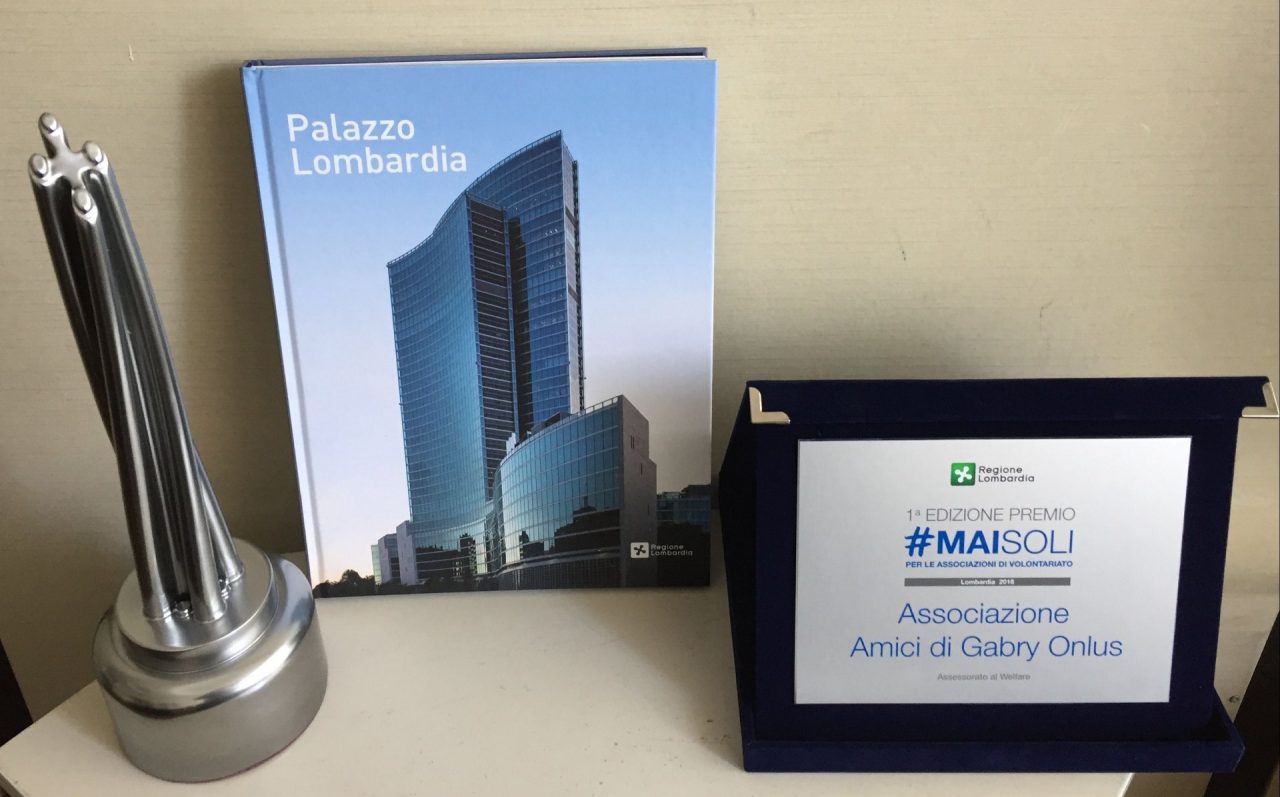 Palazzo
Lombardia
Regione
Lombardia
Regione
Lombardia
1ª EDIZIONE PREMIO
#MAISOLI
PER LE ASSOCIAZIONI DI VOLONTARIATO
Lombardia 2016
Associazione
Amici di Gabry Onlus
Assessorato al Welfare